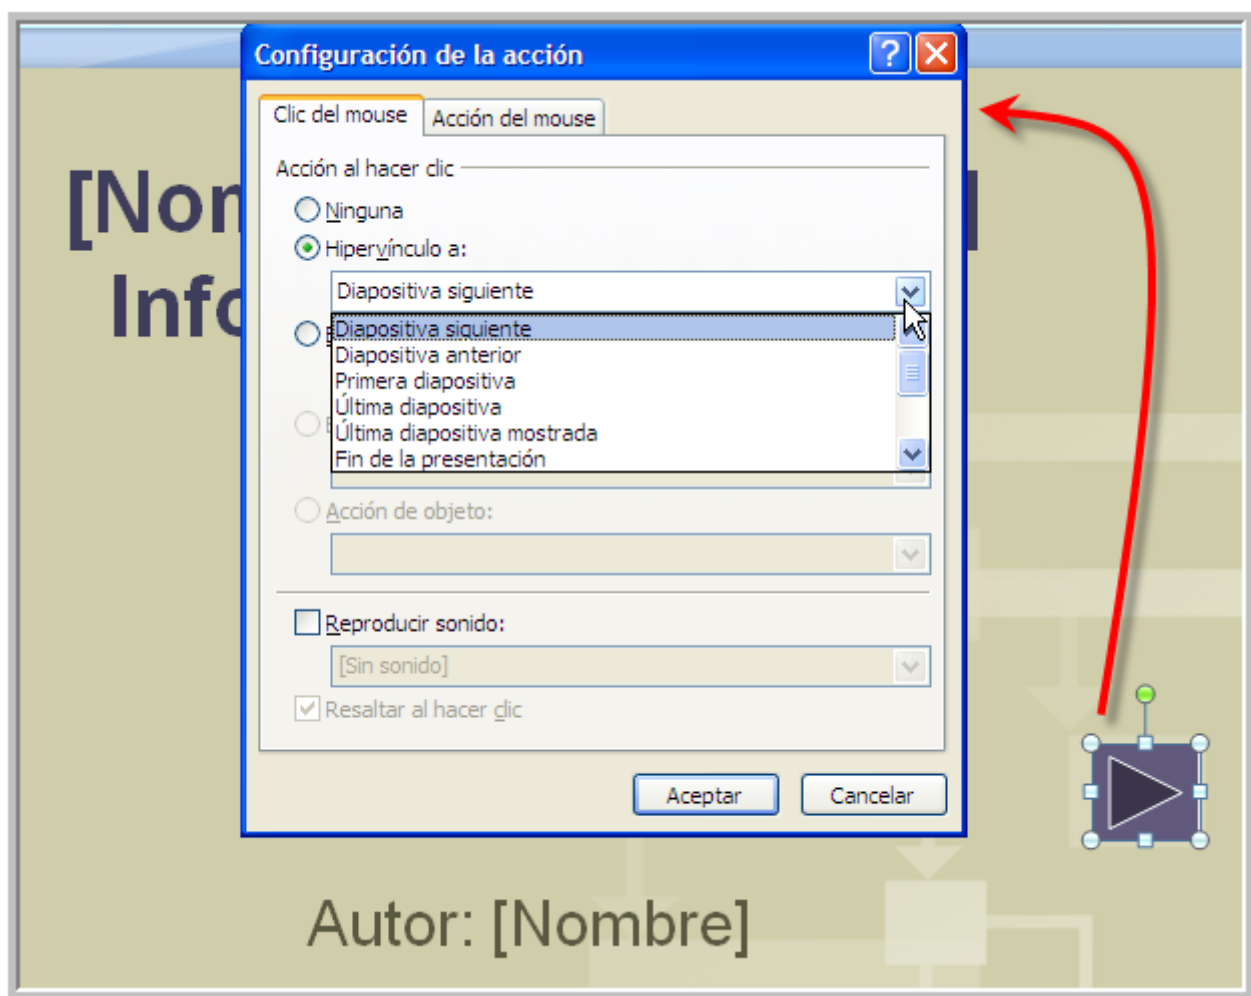 Configuración de la acción
Clic del mouse
Acción del mouse
Acción al hacer clic
[Nom
]
Ninguna
Hipervínculo a:
Info
Diapositiva siguiente
Diapositiva siguiente
Diapositiva anterior
Primera diapositiva
Última diapositiva
Última diapositiva mostrada
Fin de la presentación
Acción de objeto:
Reproducir sonido:
[Sin sonido]
Resaltar al hacer clic
Aceptar
Cancelar
Autor: [Nombre]